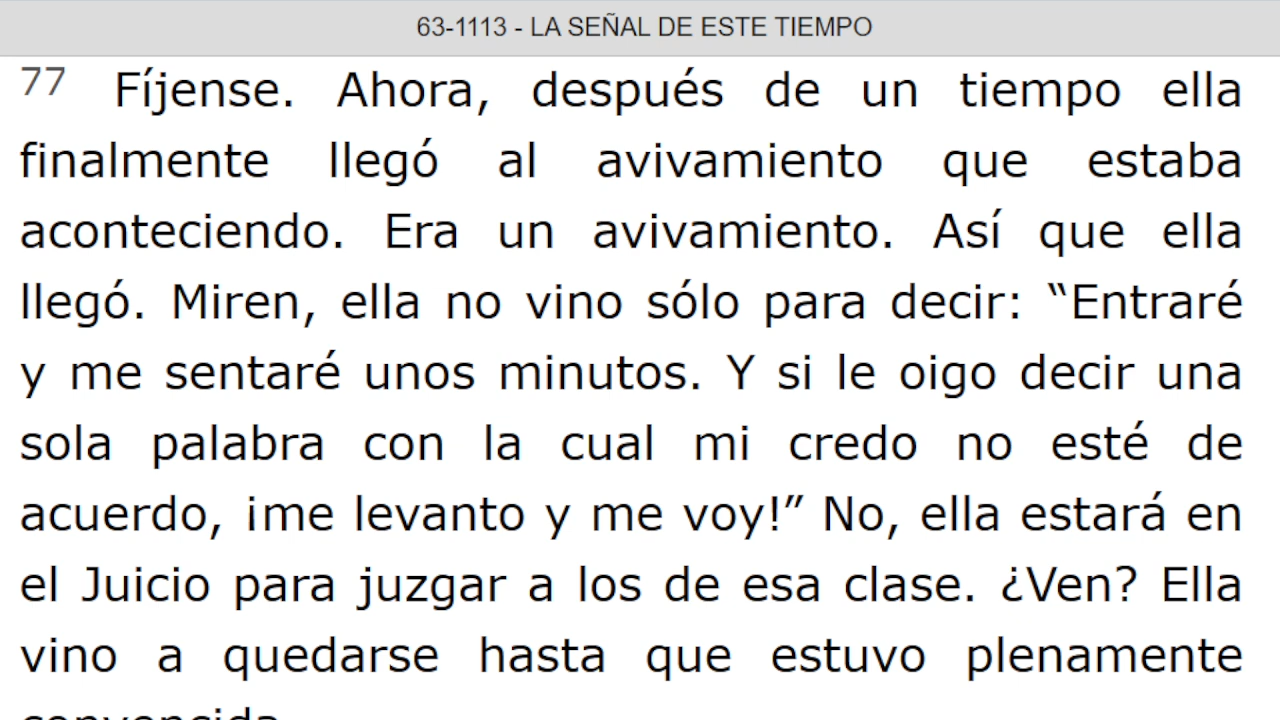 63-1113 - LA SEÑAL DE ESTE TIEMPO
77 Fíjense. Ahora, después de un tiempo ella
finalmente llegó al avivamiento que estaba
aconteciendo. Era un avivamiento. Así que ella
llegó. Miren, ella no vino sólo para decir: “Entraré
y me sentaré unos minutos. Y si le oigo decir una
sola palabra con la cual mi credo no esté de
acuerdo, ¡me levanto y me voy!” No, ella estará en
el Juicio para juzgar a los de esa clase. ¿Ven? Ella
vino a quedarse hasta que estuvo plenamente
convencida.